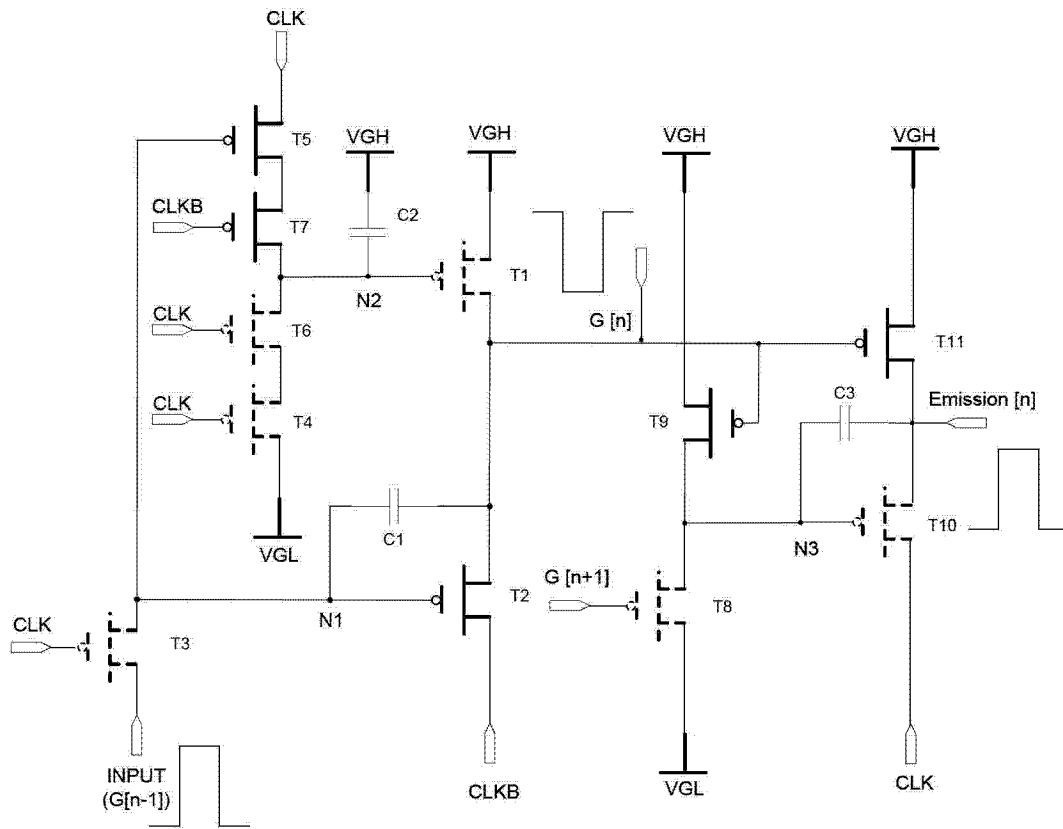 CLK
T5
VGH
VGH
VGH
VGH
CLKB
T7
C2
T1
N2
CLK
T6
G [n]
T11
CLK
T4
T9
C3
Emission [n]
C1
VGL
T10
N3
G [n+1]
T2
T8
N1
CLK
T3
INPUT
(G[n-1])
CLKB
VGL
CLK